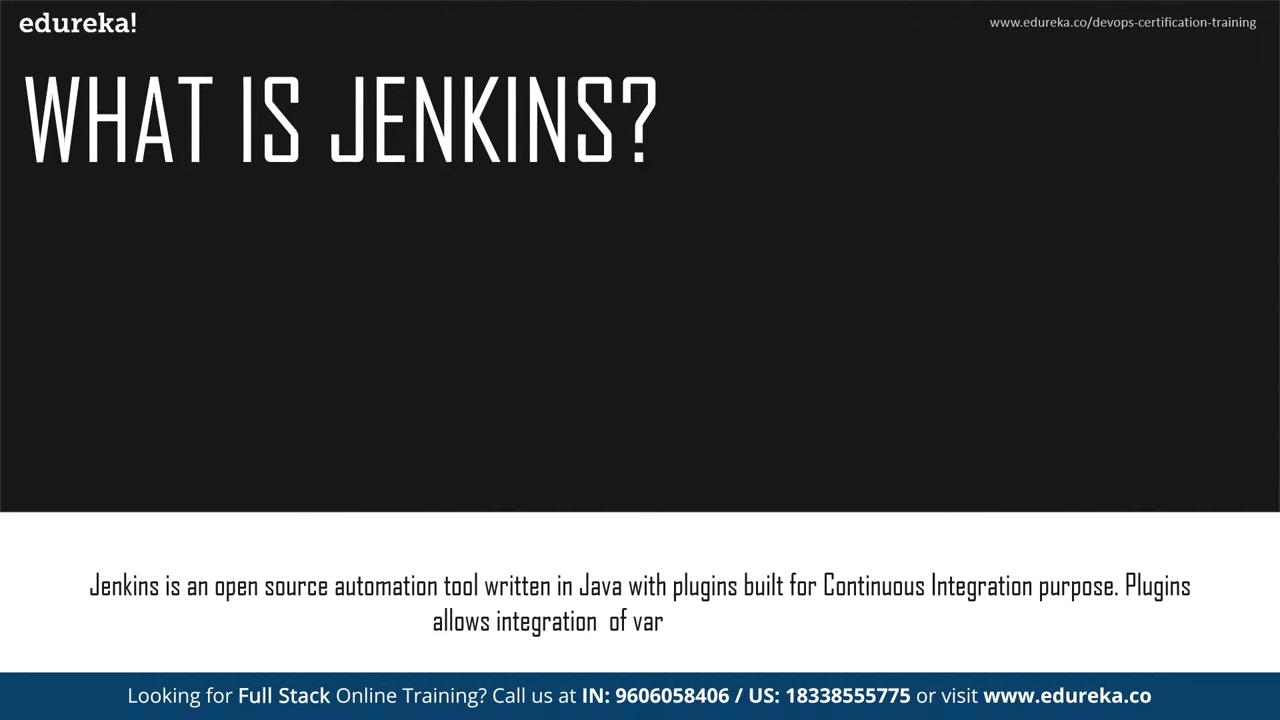 edureka!
www.edureka.co/devops-certification-training
WHAT IS JENKINS?
Jenkins is an open source automation tool written in Java with plugins built for Continuous Integration purpose. Plugins
allows integration of var
Looking for Full Stack Online Training? Call us at IN: 9606058406 / US: 18338555775 or visit www.edureka.co